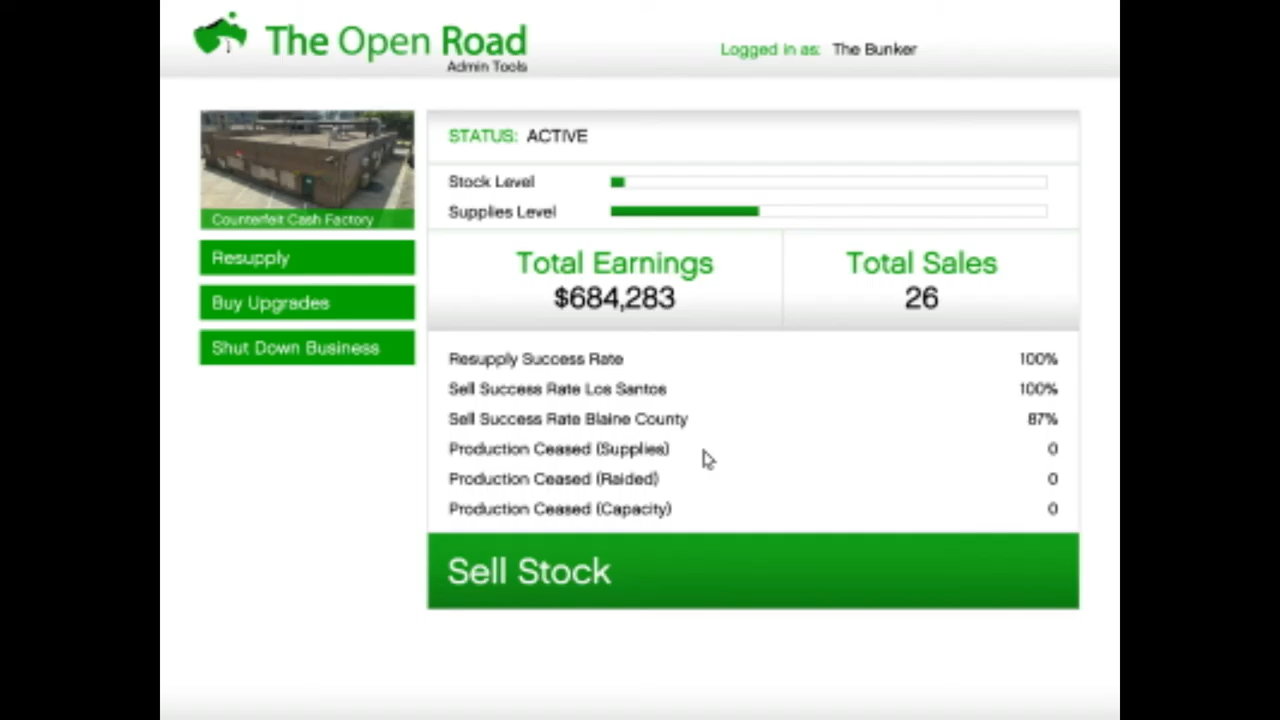 The Open Road
Admin Tools
Logged in as: The Bunker
Counterfeit Cash Factory
Resupply
Buy Upgrades
Shut Down Business
STATUS: ACTIVE
Stock Level
Supplies Level
Total Earnings
$684,283
Total Sales
26
Resupply Success Rate 100%
Sell Success Rate Los Santos 100%
Sell Success Rate Blaine County 87%
Production Ceased (Supplies) 0
Production Ceased (Raided) 0
Production Ceased (Capacity) 0
Sell Stock